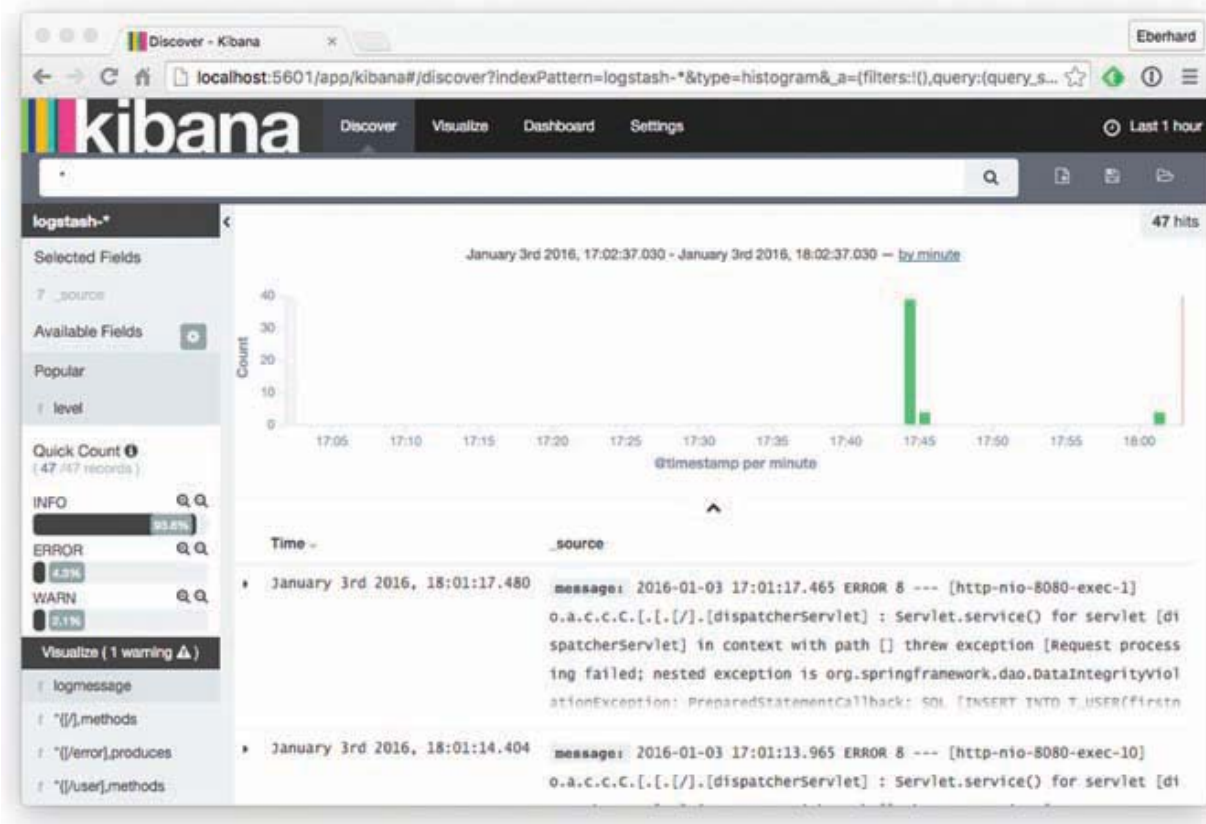 Discover - Kibana
Eberhard
localhost:5601/app/kibana#/discover?indexPattern=logstash-*&type=histogram&_a=(filters:!(),query:(query_s...
kibana
Discover Visualize Dashboard Settings
Last 1 hour
*
logstash-*
47 hits
Selected Fields
? _source
Available Fields
Popular
t level
Quick Count
( 47 /47 records )
INFO
93.6%
ERROR
4.3%
WARN
2.1%
Visualize ( 1 warning )
t logmessage
t "{[/],methods
t "{[/error],produces
t "{[/user],methods
January 3rd 2016, 17:02:37.030 - January 3rd 2016, 18:02:37.030 — by minute
Count
40
30
20
10
0
17:05 17:10 17:15 17:20 17:25 17:30 17:35 17:40 17:45 17:50 17:55 18:00
@timestamp per minute
Time _source
January 3rd 2016, 18:01:17.480 message: 2016-01-03 17:01:17.465 ERROR 8 --- [http-nio-8080-exec-1]
o.a.c.c.C.[.[.[/].[dispatcherServlet] : Servlet.service() for servlet [di
spatcherServlet] in context with path [] threw exception [Request process
ing failed; nested exception is org.springframework.dao.DataIntegrityViol
ationException: PreparedStatementCallback: SQL [INSERT INTO T_USER(firstn
January 3rd 2016, 18:01:14.404 message: 2016-01-03 17:01:13.965 ERROR 8 --- [http-nio-8080-exec-10]
o.a.c.c.C.[.[.[/].[dispatcherServlet] : Servlet.service() for servlet [di